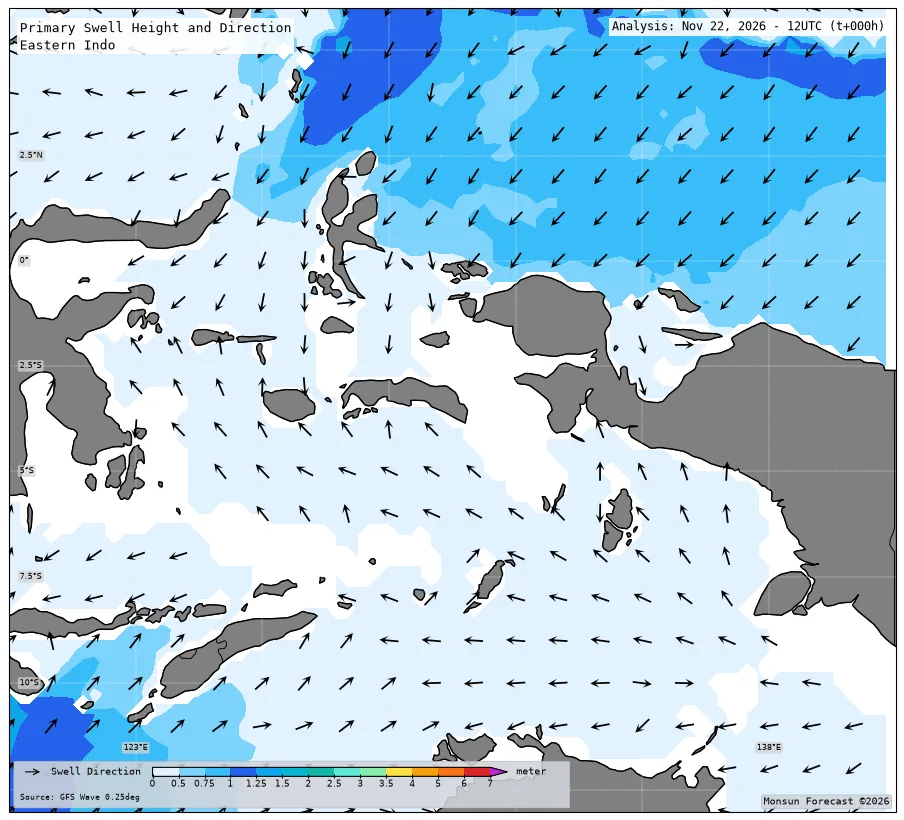 Primary Swell Height and Direction
Eastern Indo
Analysis: Nov 22, 2026 - 12UTC (t+000h)
2.5°N
0°
2.5°S
5°S
7.5°S
10°S
123°E
138°E
Swell Direction
0 0.5 0.75 1 1.25 1.5 2 2.5 3 3.5 4 5 6 7
meter
Source: GFS Wave 0.25deg
Monsun Forecast ©2026